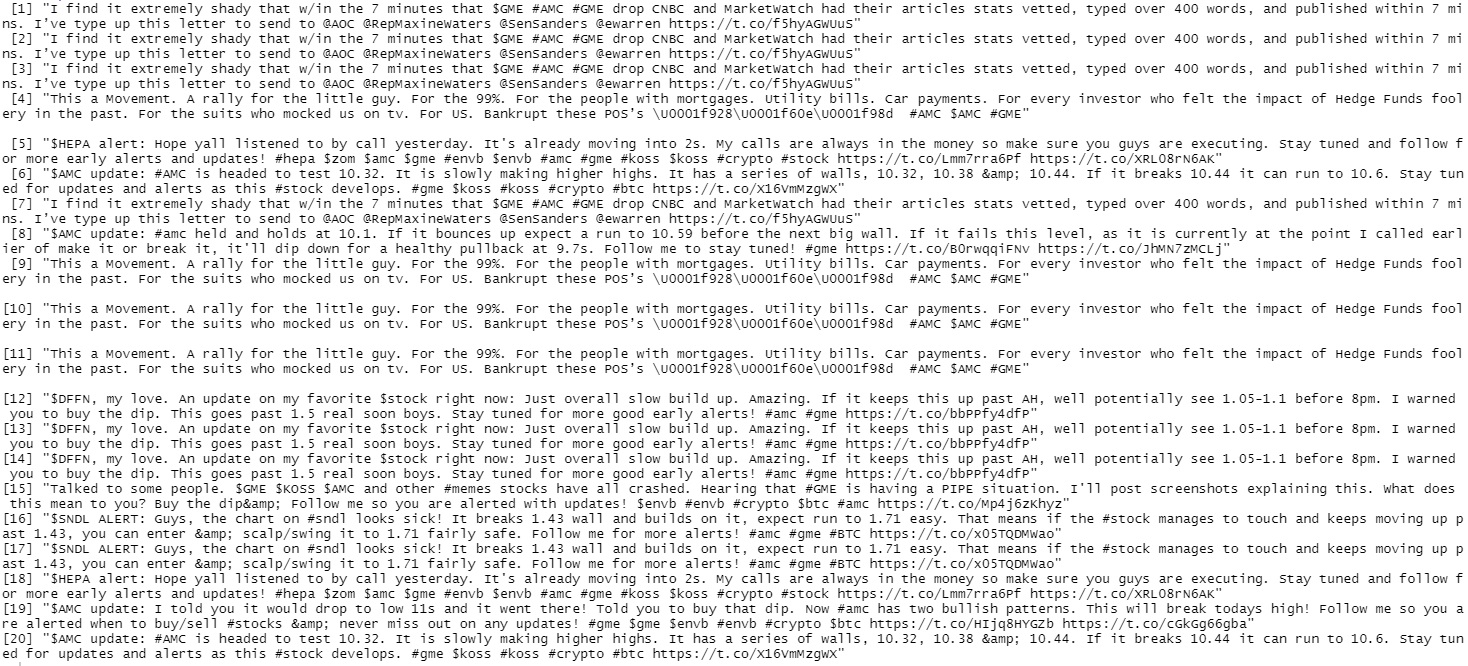 [1] "I find it extremely shady that w/in the 7 minutes that $GME #AMC #GME drop CNBC and MarketWatch had their articles stats vetted, typed over 400 words, and published within 7 mi
ns. I've type up this letter to send to @AOC @RepMaxineWaters @SenSanders @ewarren https://t.co/f5hyAGWUuS"
[2] "I find it extremely shady that w/in the 7 minutes that $GME #AMC #GME drop CNBC and MarketWatch had their articles stats vetted, typed over 400 words, and published within 7 mi
ns. I've type up this letter to send to @AOC @RepMaxineWaters @SenSanders @ewarren https://t.co/f5hyAGWUuS"
[3] "I find it extremely shady that w/in the 7 minutes that $GME #AMC #GME drop CNBC and MarketWatch had their articles stats vetted, typed over 400 words, and published within 7 mi
ns. I've type up this letter to send to @AOC @RepMaxineWaters @SenSanders @ewarren https://t.co/f5hyAGWUuS"
[4] "This a Movement. A rally for the little guy. For the 99%. For the people with mortgages. Utility bills. Car payments. For every investor who felt the impact of Hedge Funds fool
ery in the past. For the suits who mocked us on tv. For US. Bankrupt these POS's \U0001f928\U0001f60e\U0001f98d  #AMC $AMC #GME"
[5] "$HEPA alert: Hope yall listened to by call yesterday. It's already moving into 2s. My calls are always in the money so make sure you guys are executing. Stay tuned and follow f
or more early alerts and updates! #hepa $zom $amc $gme #envb $envb #amc #gme #koss $koss #crypto #stock https://t.co/Lmm7rra6Pf https://t.co/XRLO8rN6AK"
[6] "$AMC update: #AMC is headed to test 10.32. It is slowly making higher highs. It has a series of walls, 10.32, 10.38 &amp; 10.44. If it breaks 10.44 it can run to 10.6. Stay tun
ed for updates and alerts as this #stock develops. #gme $koss #koss #crypto #btc https://t.co/X16VmMzgWX"
[7] "I find it extremely shady that w/in the 7 minutes that $GME #AMC #GME drop CNBC and MarketWatch had their articles stats vetted, typed over 400 words, and published within 7 mi
ns. I've type up this letter to send to @AOC @RepMaxineWaters @SenSanders @ewarren https://t.co/f5hyAGWUuS"
[8] "$AMC update: #amc held and holds at 10.1. If it bounces up expect a run to 10.59 before the next big wall. If it fails this level, as it is currently at the point I called earl
ier of make it or break it, it'll dip down for a healthy pullback at 9.7s. Follow me to stay tuned! #gme https://t.co/BOrwqqiFNv https://t.co/JhMN7zMCLj"
[9] "This a Movement. A rally for the little guy. For the 99%. For the people with mortgages. Utility bills. Car payments. For every investor who felt the impact of Hedge Funds fool
ery in the past. For the suits who mocked us on tv. For US. Bankrupt these POS's \U0001f928\U0001f60e\U0001f98d  #AMC $AMC #GME"
[10] "This a Movement. A rally for the little guy. For the 99%. For the people with mortgages. Utility bills. Car payments. For every investor who felt the impact of Hedge Funds fool
ery in the past. For the suits who mocked us on tv. For US. Bankrupt these POS's \U0001f928\U0001f60e\U0001f98d  #AMC $AMC #GME"
[11] "This a Movement. A rally for the little guy. For the 99%. For the people with mortgages. Utility bills. Car payments. For every investor who felt the impact of Hedge Funds fool
ery in the past. For the suits who mocked us on tv. For US. Bankrupt these POS's \U0001f928\U0001f60e\U0001f98d  #AMC $AMC #GME"
[12] "$DFFN, my love. An update on my favorite $stock right now: Just overall slow build up. Amazing. If it keeps this up past AH, well potentially see 1.05-1.1 before 8pm. I warned
you to buy the dip. This goes past 1.5 real soon boys. Stay tuned for more good early alerts! #amc #gme https://t.co/bbPPfy4dfP"
[13] "$DFFN, my love. An update on my favorite $stock right now: Just overall slow build up. Amazing. If it keeps this up past AH, well potentially see 1.05-1.1 before 8pm. I warned
you to buy the dip. This goes past 1.5 real soon boys. Stay tuned for more good early alerts! #amc #gme https://t.co/bbPPfy4dfP"
[14] "$DFFN, my love. An update on my favorite $stock right now: Just overall slow build up. Amazing. If it keeps this up past AH, well potentially see 1.05-1.1 before 8pm. I warned
you to buy the dip. This goes past 1.5 real soon boys. Stay tuned for more good early alerts! #amc #gme https://t.co/bbPPfy4dfP"
[15] "Talked to some people. $GME $KOSS $AMC and other #memes stocks have all crashed. Hearing that #GME is having a PIPE situation. I'll post screenshots explaining this. What does
this mean to you? Buy the dip&amp; Follow me so you are alerted with updates! $envb #envb #crypto $btc #amc https://t.co/Mp4j6zKhyz"
[16] "$SNDL ALERT: Guys, the chart on #sndl looks sick! It breaks 1.43 wall and builds on it, expect run to 1.71 easy. That means if the #stock manages to touch and keeps moving up p
ast 1.43, you can enter &amp; scalp/swing it to 1.71 fairly safe. Follow me for more alerts! #amc #gme #BTC https://t.co/xO5TQDMWao"
[17] "$SNDL ALERT: Guys, the chart on #sndl looks sick! It breaks 1.43 wall and builds on it, expect run to 1.71 easy. That means if the #stock manages to touch and keeps moving up p
ast 1.43, you can enter &amp; scalp/swing it to 1.71 fairly safe. Follow me for more alerts! #amc #gme #BTC https://t.co/xO5TQDMWao"
[18] "$HEPA alert: Hope yall listened to by call yesterday. It's already moving into 2s. My calls are always in the money so make sure you guys are executing. Stay tuned and follow f
or more early alerts and updates! #hepa $zom $amc $gme #envb $envb #amc #gme #koss $koss #crypto #stock https://t.co/Lmm7rra6Pf https://t.co/XRLO8rN6AK"
[19] "$AMC update: I told you it would drop to low 11s and it went there! Told you to buy that dip. Now #amc has two bullish patterns. This will break todays high! Follow me so you a
re alerted when to buy/sell #stocks &amp; never miss out on any updates! #gme $gme $envb #envb #crypto $btc https://t.co/HIjq8HYGZb https://t.co/cGkGg66gba"
[20] "$AMC update: #AMC is headed to test 10.32. It is slowly making higher highs. It has a series of walls, 10.32, 10.38 &amp; 10.44. If it breaks 10.44 it can run to 10.6. Stay tun
ed for updates and alerts as this #stock develops. #gme $koss #koss #crypto #btc https://t.co/X16VmMzgWX"